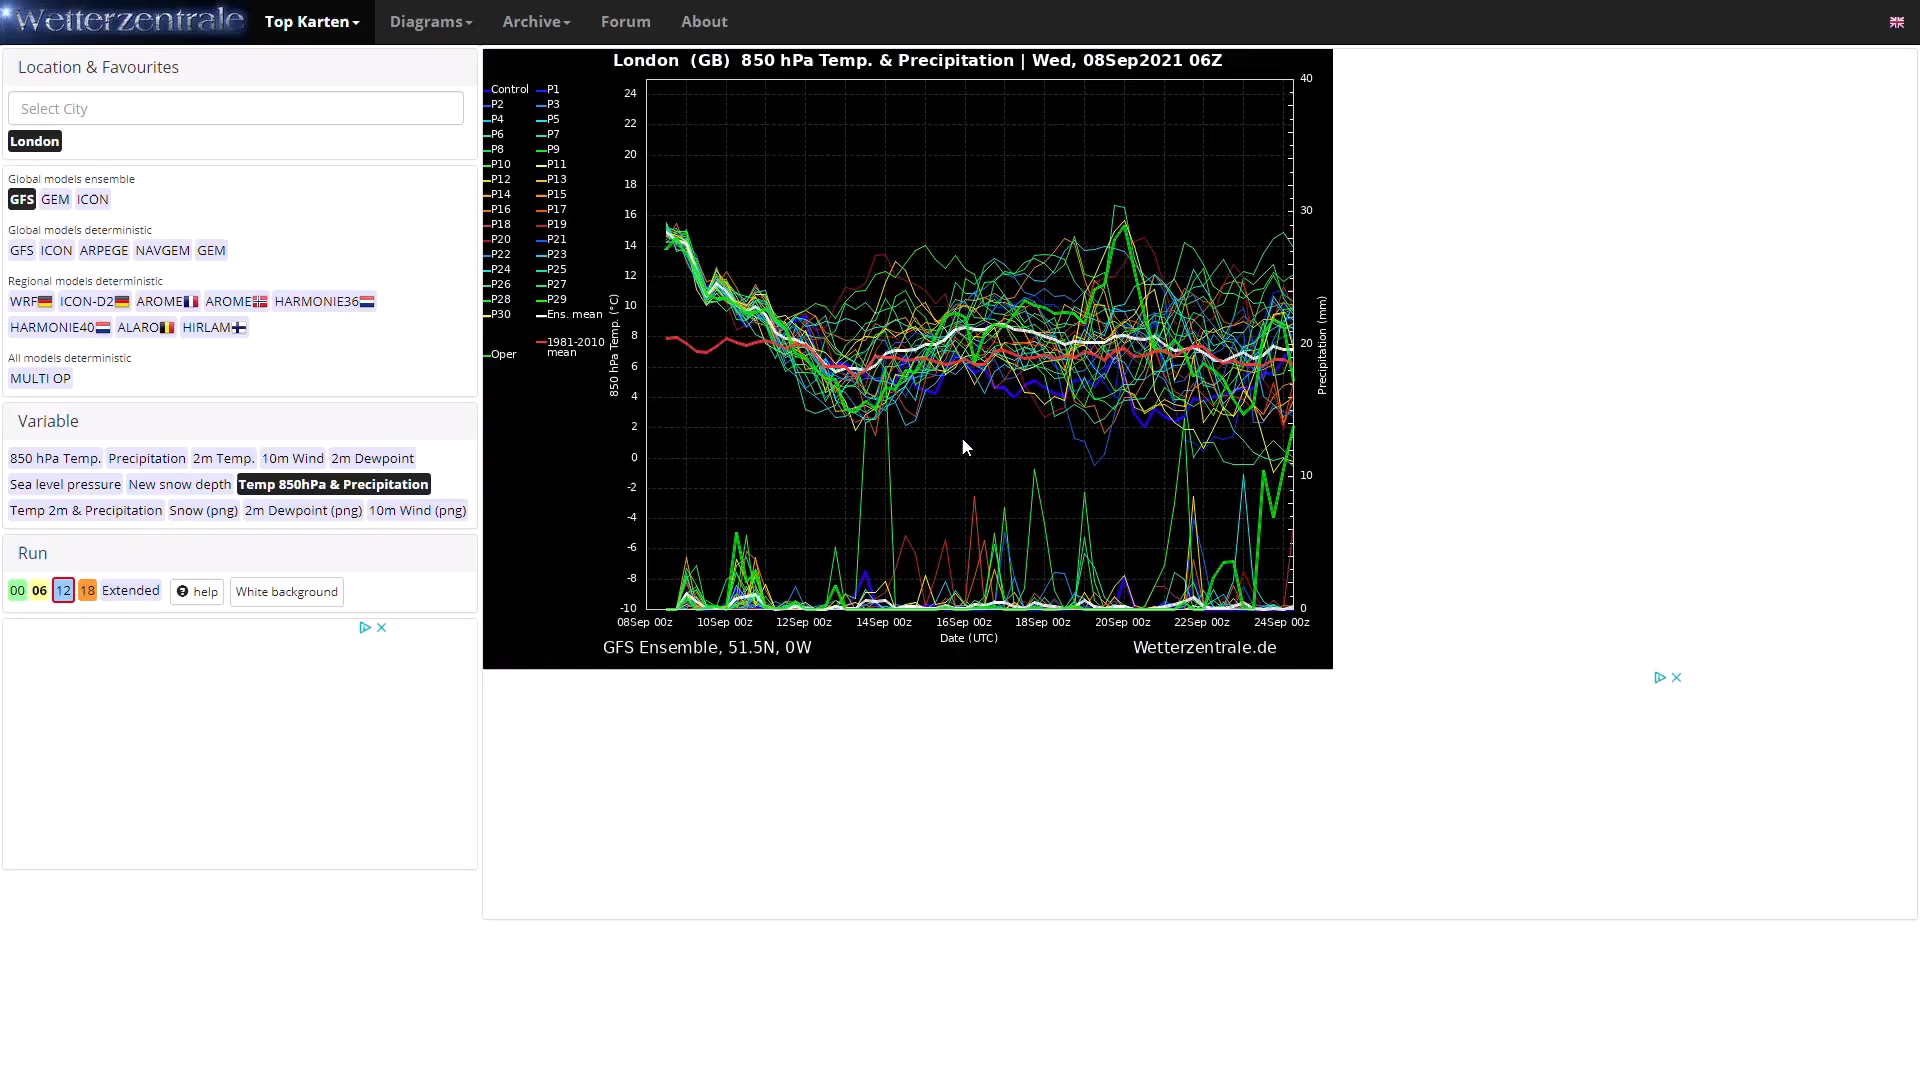 Wetterzentrale
Top Karten
Diagrams
Archive
Forum
About
Location & Favourites
Select City
London
Global models ensemble
GFS GEM ICON
Global models deterministic
GFS ICON ARPEGE NAVGEM GEM
Regional models deterministic
WRF ICON-D2 AROME AROME HARMONIE36
HARMONIE40 ALARO HIRLAM
All models deterministic
MULTI OP
Variable
850 hPa Temp. Precipitation 2m Temp. 10m Wind 2m Dewpoint
Sea level pressure New snow depth Temp 850hPa & Precipitation
Temp 2m & Precipitation Snow (png) 2m Dewpoint (png) 10m Wind (png)
Run
00 06 12 18 Extended help White background
London (GB) 850 hPa Temp. & Precipitation | Wed, 08Sep2021 06Z
Control P1
P2 P3
P4 P5
P6 P7
P8 P9
P10 P11
P12 P13
P14 P15
P16 P17
P18 P19
P20 P21
P22 P23
P24 P25
P26 P27
P28 P29
P30 Ens. mean
Oper 1981-2010
mean
850 hPa Temp. (°C)
24
22
20
18
16
14
12
10
8
6
4
2
0
-2
-4
-6
-8
-10
40
30
20
10
0
Precipitation (mm)
08Sep 00z 10Sep 00z 12Sep 00z 14Sep 00z 16Sep 00z 18Sep 00z 20Sep 00z 22Sep 00z 24Sep 00z
Date (UTC)
GFS Ensemble, 51.5N, 0W
Wetterzentrale.de